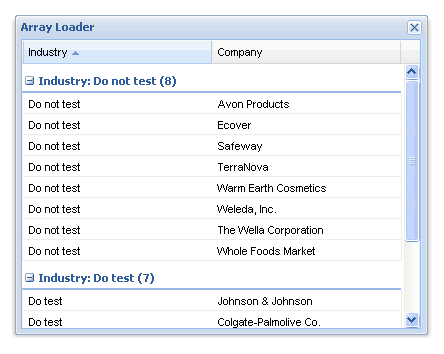 Array Loader
Industry Company
Industry: Do not test (8)
Do not test Avon Products
Do not test Ecover
Do not test Safeway
Do not test TerraNova
Do not test Warm Earth Cosmetics
Do not test Weleda, Inc.
Do not test The Wella Corporation
Do not test Whole Foods Market
Industry: Do test (7)
Do test Johnson & Johnson
Do test Colgate-Palmolive Co.